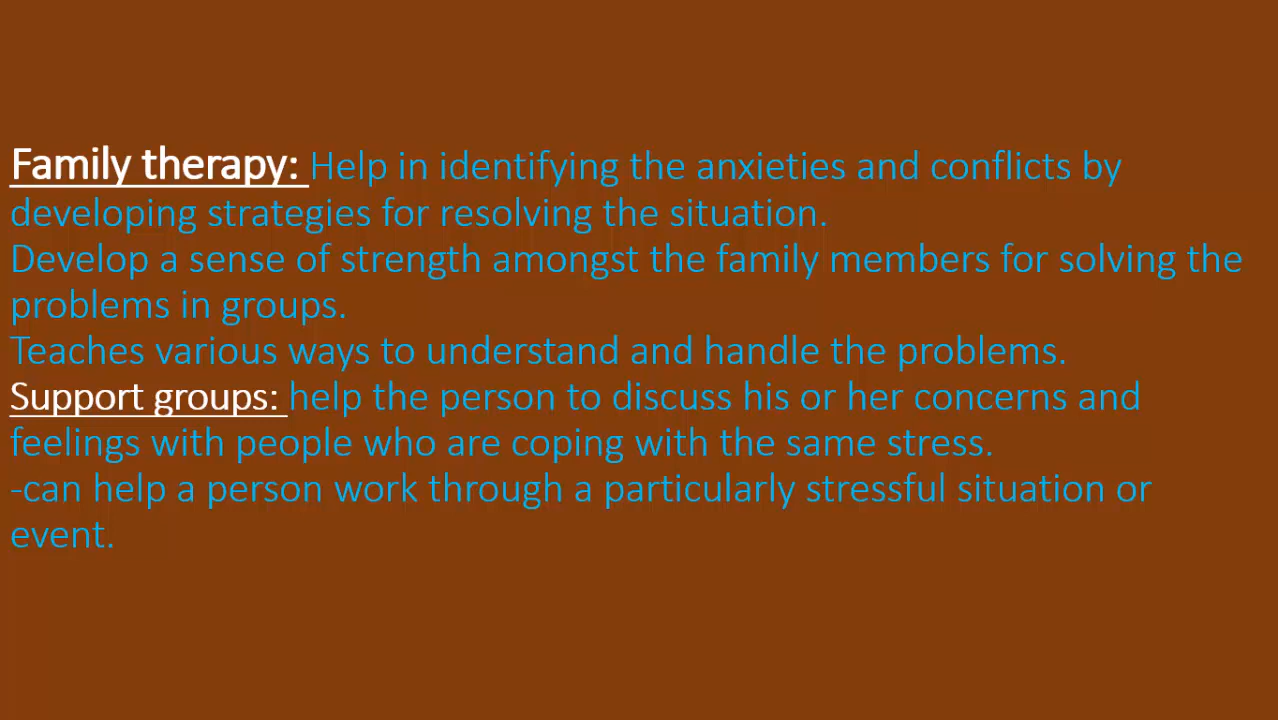 Family therapy: Help in identifying the anxieties and conflicts by
developing strategies for resolving the situation.
Develop a sense of strength amongst the family members for solving the
problems in groups.
Teaches various ways to understand and handle the problems.
Support groups: help the person to discuss his or her concerns and
feelings with people who are coping with the same stress.
-can help a person work through a particularly stressful situation or
event.